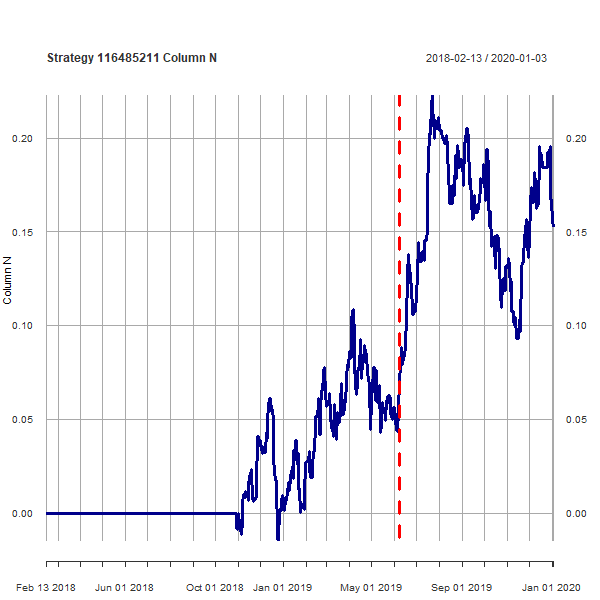 Strategy 116485211 Column N
2018-02-13 / 2020-01-03
0.20
0.20
0.15
0.15
Column N
0.10
0.10
0.05
0.05
0.00
0.00
Feb 13 2018
Jun 01 2018
Oct 01 2018
Jan 01 2019
May 01 2019
Sep 01 2019
Jan 01 2020